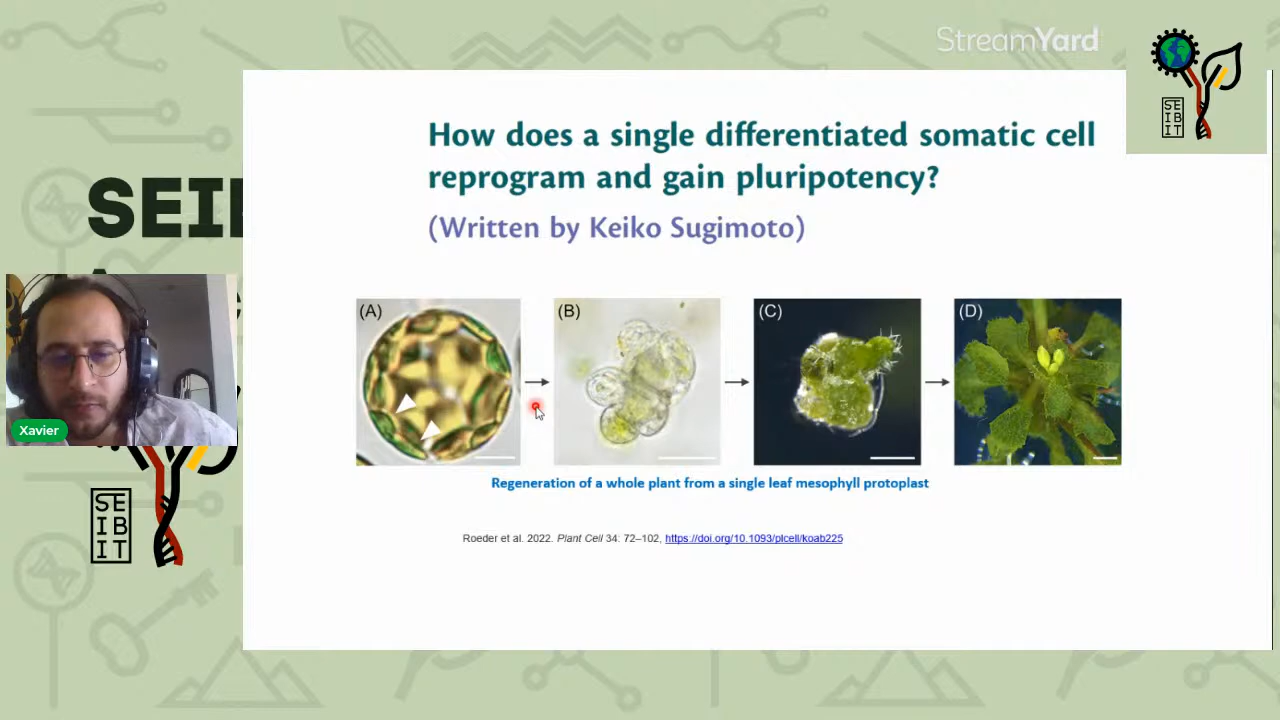 StreamYard
SE
IB
IT
How does a single differentiated somatic cell
reprogram and gain pluripotency?
(Written by Keiko Sugimoto)
SEI
(A)
(B)
(C)
(D)
Xavier
Regeneration of a whole plant from a single leaf mesophyll protoplast
SE
IB
IT
Roeder et al. 2022. Plant Cell 34: 72–102, https://doi.org/10.1093/plcell/koab225